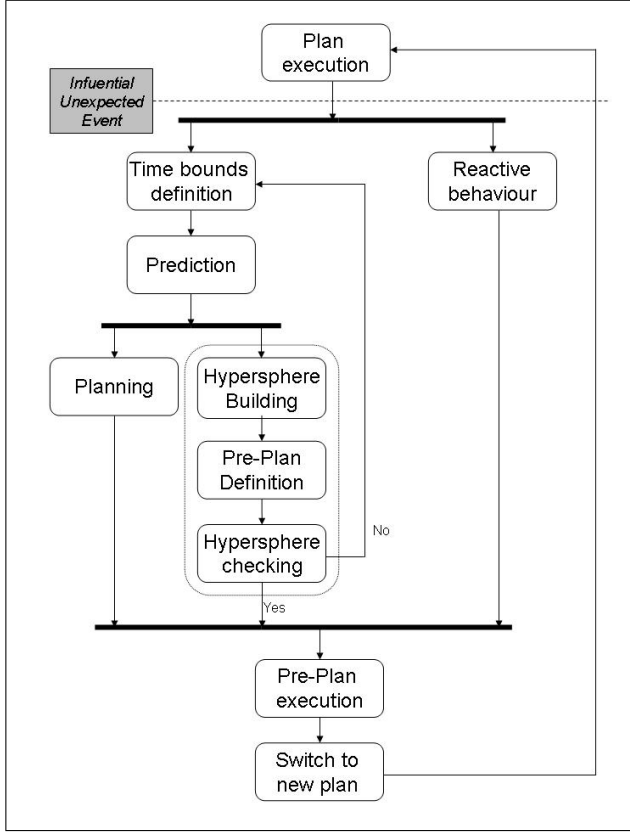 Plan
execution
Infuential
Unexpected
Event
Time bounds
definition
Reactive
behaviour
Prediction
Planning
Hypersphere
Building
Pre-Plan
Definition
Hypersphere
checking
No
Yes
Pre-Plan
execution
Switch to
new plan